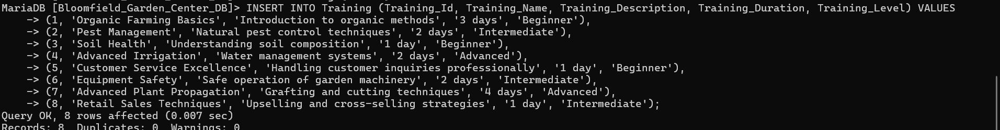 MariaDB [Bloomfield_Garden_Center_DB]> INSERT INTO Training (Training_Id, Training_Name, Training_Description, Training_Duration, Training_Level) VALUES
    -> (1, 'Organic Farming Basics', 'Introduction to organic methods', '3 days', 'Beginner'),
    -> (2, 'Pest Management', 'Natural pest control techniques', '2 days', 'Intermediate'),
    -> (3, 'Soil Health', 'Understanding soil composition', '1 day', 'Beginner'),
    -> (4, 'Advanced Irrigation', 'Water management systems', '2 days', 'Advanced'),
    -> (5, 'Customer Service Excellence', 'Handling customer inquiries professionally', '1 day', 'Beginner'),
    -> (6, 'Equipment Safety', 'Safe operation of garden machinery', '2 days', 'Intermediate'),
    -> (7, 'Advanced Plant Propagation', 'Grafting and cutting techniques', '4 days', 'Advanced'),
    -> (8, 'Retail Sales Techniques', 'Upselling and cross-selling strategies', '1 day', 'Intermediate');
Query OK, 8 rows affected (0.007 sec)
Records: 8  Duplicates: 0  Warnings: 0